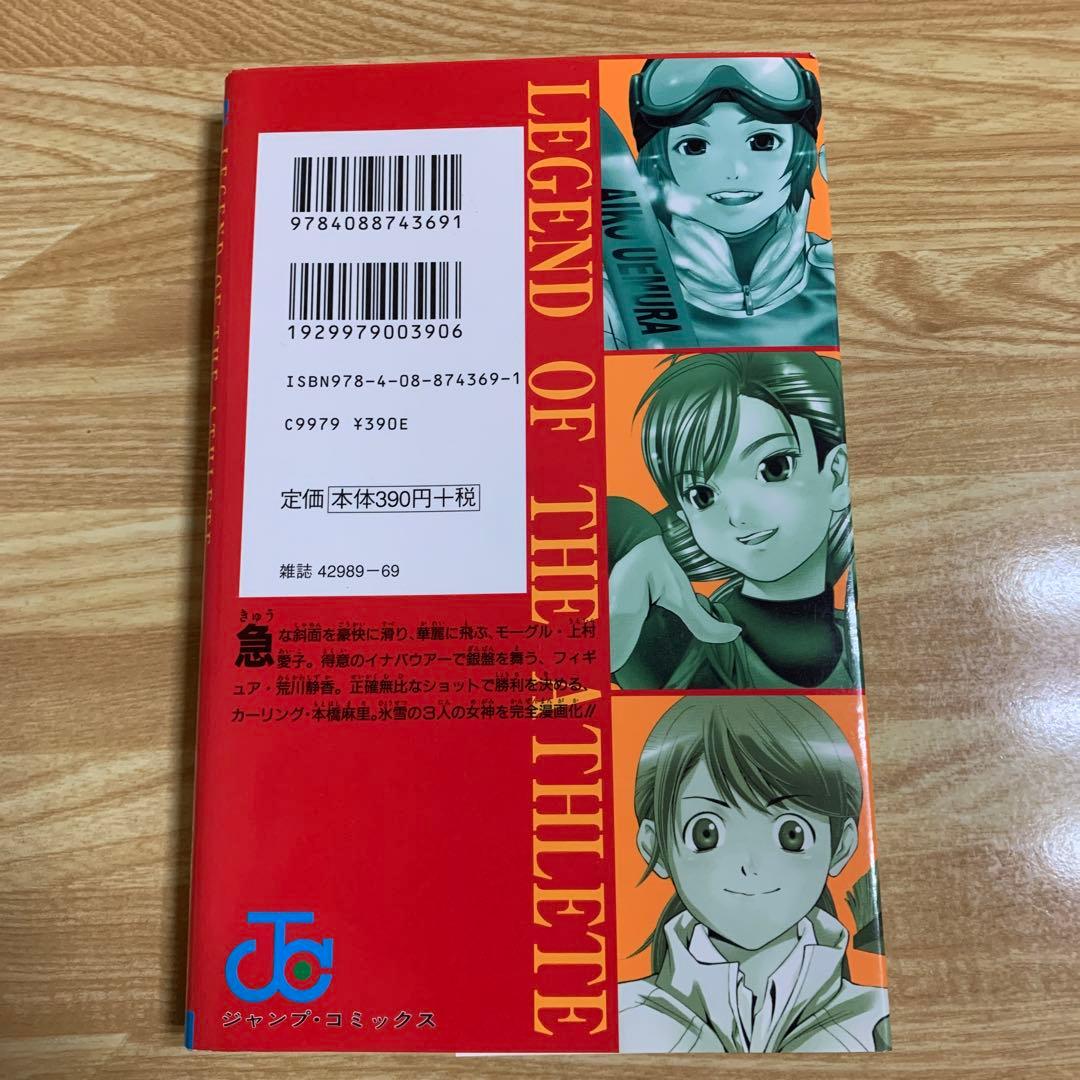 9784088743691
1929979003906
ISBN978-4-08-874369-1
C9979 ¥390E
定価 本体390円+税
雑誌 42989-69
急な斜面を豪快に滑り、華麗に飛ぶ、モーグル・上村
愛子。得意のイナバウアーで銀盤を舞う、フィギ
ュア・荒川静香。正確無比なショットで勝利を決める、
カーリング・本橋麻里。氷雪の3人の女神を完全漫画化!!
JC
ジャンプ・コミックス
LEGEND OF THE ATHLETE
AIKO UEMURA
LEGEND OF THE ATHLETE